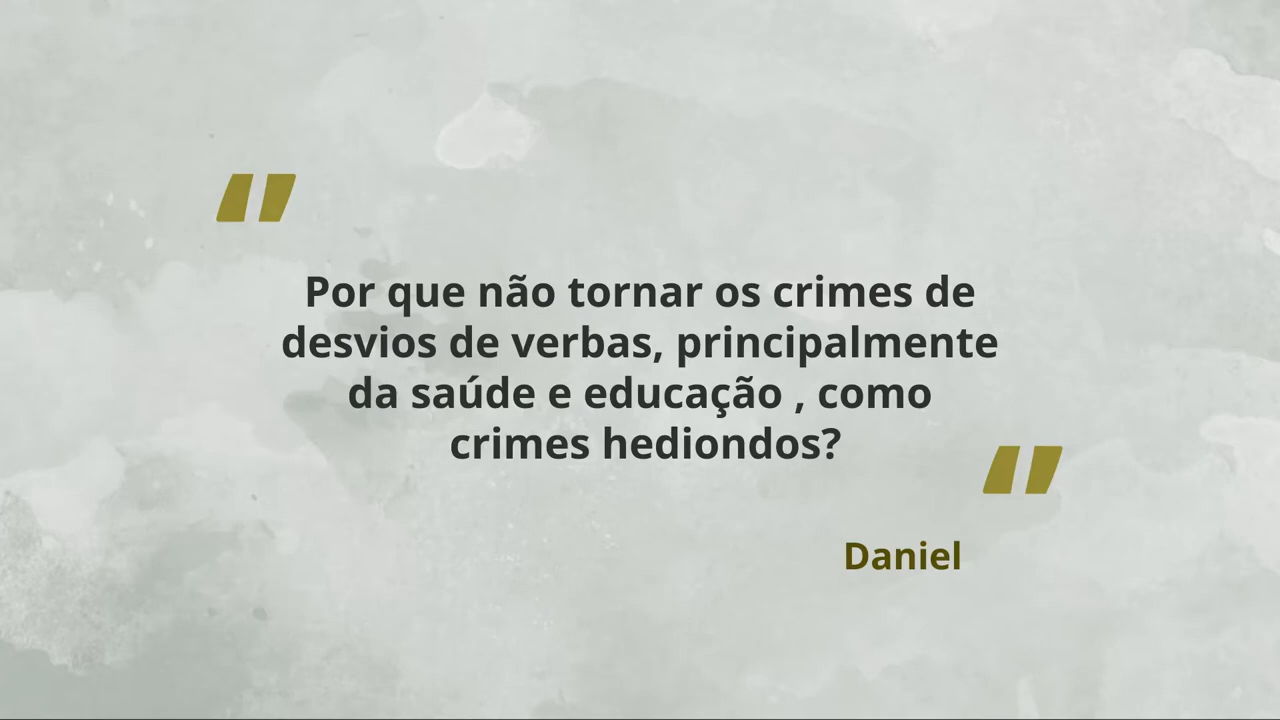 "
Por que não tornar os crimes de
desvios de verbas, principalmente
da saúde e educação , como
crimes hediondos?
"
Daniel